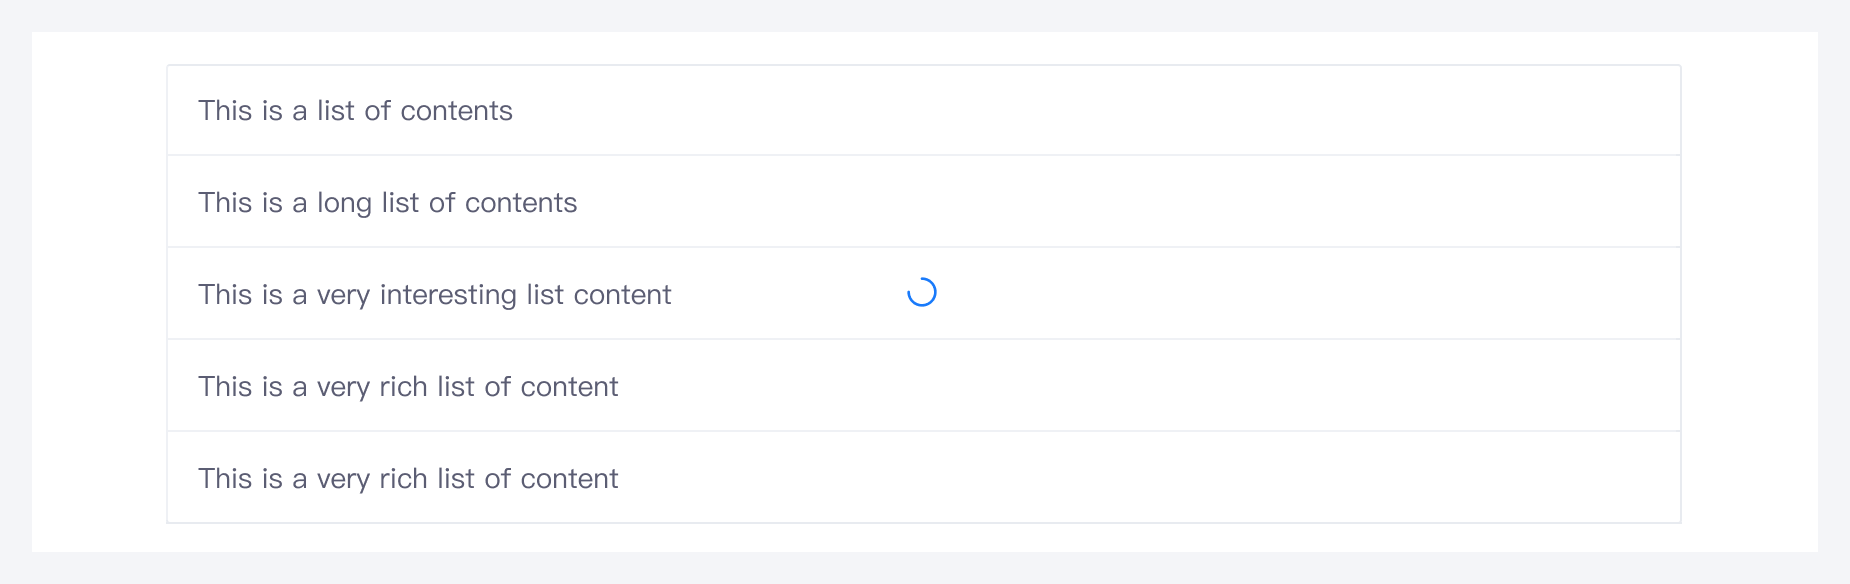 This is a list of contents
This is a long list of contents
This is a very interesting list content
This is a very rich list of content
This is a very rich list of content